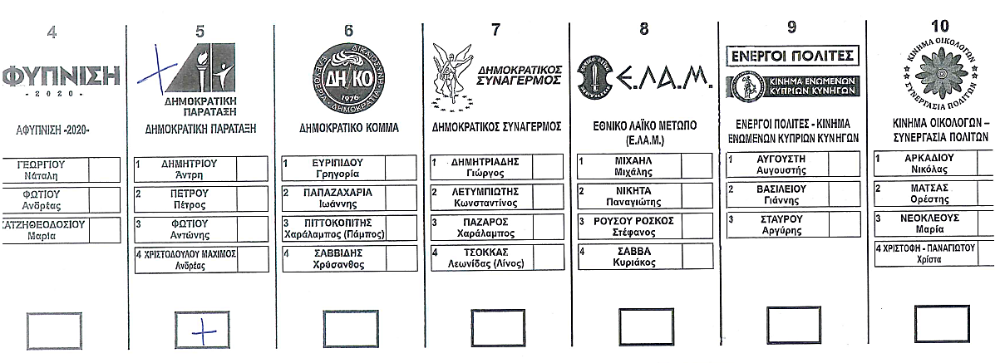 4
ΦΥΠΝΙΣΗ
- 2 0 2 0 -
ΑΦΥΠΝΙΣΗ -2020-
ΓΕΩΡΓΙΟΥ
Νάταλη
ΦΩΤΙΟΥ
Ανδρέας
ΧΑΤΖΗΘΕΟΔΟΣΙΟΥ
Μαρία
5
ΔΗΜΟΚΡΑΤΙΚΗ
ΠΑΡΑΤΑΞΗ
ΔΗΜΟΚΡΑΤΙΚΗ ΠΑΡΑΤΑΞΗ
1 ΔΗΜΗΤΡΙΟΥ
Άντρη
2 ΠΕΤΡΟΥ
Πέτρος
3 ΦΩΤΙΟΥ
Αντώνης
4 ΧΡΙΣΤΟΔΟΥΛΟΥ ΜΑΧΙΜΟΣ
Ανδρέας
6
ΕΛΕΥΘΕΡΙΑ ΔΗΜΟΚΡΑΤΙΑ ΔΙΚΑΙΟΣΥΝΗ
ΔΗ/ΚΟ
1976
ΔΗΜΟΚΡΑΤΙΚΟ ΚΟΜΜΑ
1 ΕΥΡΙΠΙΔΟΥ
Γρηγορία
2 ΠΑΠΑΖΑΧΑΡΙΑ
Ιωάννης
3 ΠΙΤΤΟΚΟΠΙΤΗΣ
Χαράλαμπος (Πάμπος)
4 ΣΑΒΒΙΔΗΣ
Χρύσανθος
7
ΔΗΜΟΚΡΑΤΙΚΟΣ
ΣΥΝΑΓΕΡΜΟΣ
ΔΗΜΟΚΡΑΤΙΚΟΣ ΣΥΝΑΓΕΡΜΟΣ
1 ΔΗΜΗΤΡΙΑΔΗΣ
Γιώργος
2 ΛΕΤΥΜΠΙΩΤΗΣ
Κωνσταντίνος
3 ΠΑΖΑΡΟΣ
Χαράλαμπος
4 ΤΣΟΚΚΑΣ
Λεωνίδας (Λίνος)
8
Ε.ΛΑ.Μ.
ΕΘΝΙΚΟ ΛΑΪΚΟ ΜΕΤΩΠΟ
(Ε.ΛΑ.Μ.)
1 ΜΙΧΑΗΛ
Μιχάλης
2 ΝΙΚΗΤΑ
Παναγιώτης
3 ΡΟΥΣΟΥ ΡΟΣΚΟΣ
Στέφανος
4 ΣΑΒΒΑ
Κυριάκος
9
ΕΝΕΡΓΟΙ ΠΟΛΙΤΕΣ
ΚΙΝΗΜΑ ΕΝΩΜΕΝΩΝ
ΚΥΠΡΙΩΝ ΚΥΝΗΓΩΝ
ΕΝΕΡΓΟΙ ΠΟΛΙΤΕΣ - ΚΙΝΗΜΑ
ΕΝΩΜΕΝΩΝ ΚΥΠΡΙΩΝ ΚΥΝΗΓΩΝ
1 ΑΥΓΟΥΣΤΗ
Αυγουστής
2 ΒΑΣΙΛΕΙΟΥ
Γιάννης
3 ΣΤΑΥΡΟΥ
Αργύρης
10
ΚΙΝΗΜΑ ΟΙΚΟΛΟΓΩΝ
ΣΥΝΕΡΓΑΣΙΑ ΠΟΛΙΤΩΝ
ΚΙΝΗΜΑ ΟΙΚΟΛΟΓΩΝ –
ΣΥΝΕΡΓΑΣΙΑ ΠΟΛΙΤΩΝ
1 ΑΡΚΑΔΙΟΥ
Νικόλας
2 ΜΑΤΣΑΣ
Ορέστης
3 ΝΕΟΚΛΕΟΥΣ
Μαρία
4 ΧΡΙΣΤΟΦΗ - ΠΑΝΑΓΙΩΤΟΥ
Χρίστα